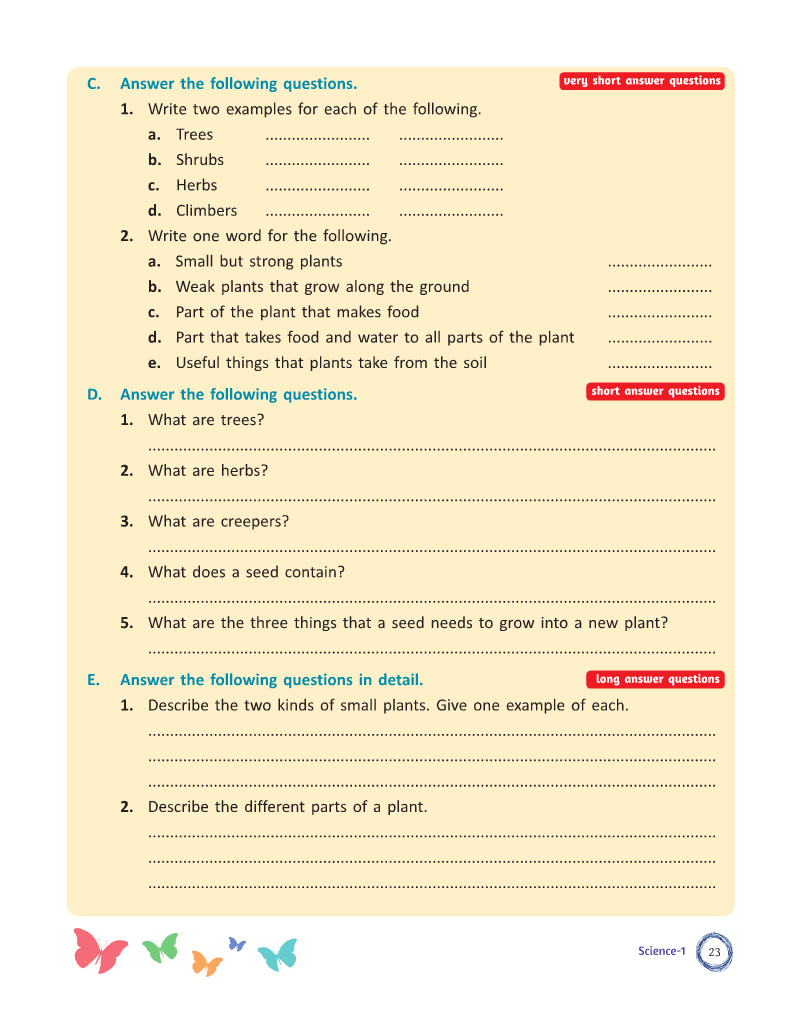 C. Answer the following questions. very short answer questions
1. Write two examples for each of the following.
a. Trees ........................ ........................
b. Shrubs ........................ ........................
c. Herbs ........................ ........................
d. Climbers ........................ ........................
2. Write one word for the following.
a. Small but strong plants ........................
b. Weak plants that grow along the ground ........................
c. Part of the plant that makes food ........................
d. Part that takes food and water to all parts of the plant ........................
e. Useful things that plants take from the soil ........................
D. Answer the following questions. short answer questions
1. What are trees?
....................................................................................................
2. What are herbs?
....................................................................................................
3. What are creepers?
....................................................................................................
4. What does a seed contain?
....................................................................................................
5. What are the three things that a seed needs to grow into a new plant?
....................................................................................................
E. Answer the following questions in detail. long answer questions
1. Describe the two kinds of small plants. Give one example of each.
....................................................................................................
....................................................................................................
....................................................................................................
2. Describe the different parts of a plant.
....................................................................................................
....................................................................................................
....................................................................................................
Science-1 23